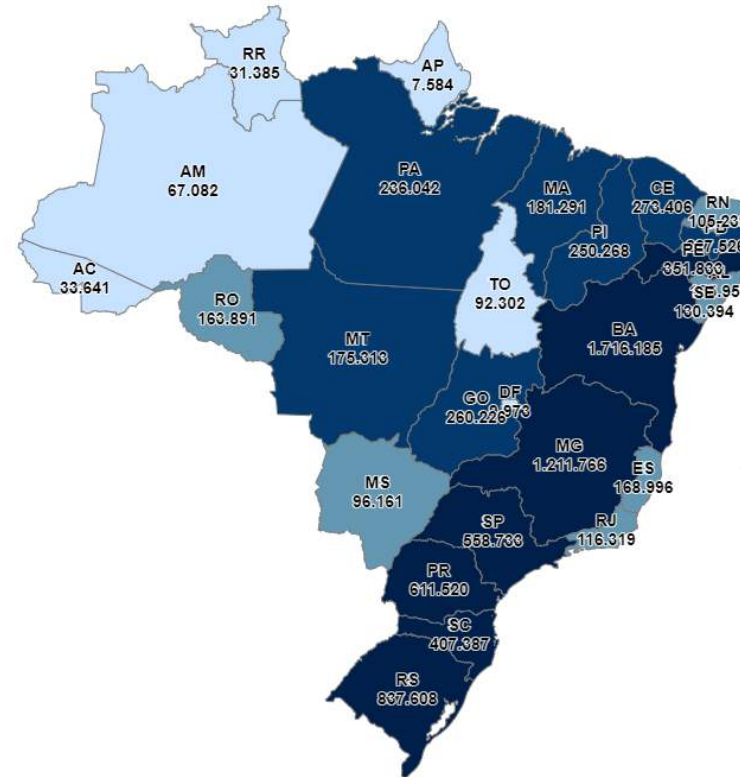 RR
31.385
AP
7.584
AM
67.082
PA
236.042
MA
181.291
CE
273.406
RN
PI
250.268
351.833
AC
33.641
RO
163.891
TO
92.302
SE
130.394
MT
175.313
BA
1.716.185
GO
260.226
DF
MG
1.211.766
ES
168.996
MS
96.161
SP
558.733
RJ
116.319
PR
611.520
SC
407.387
RS
837.608